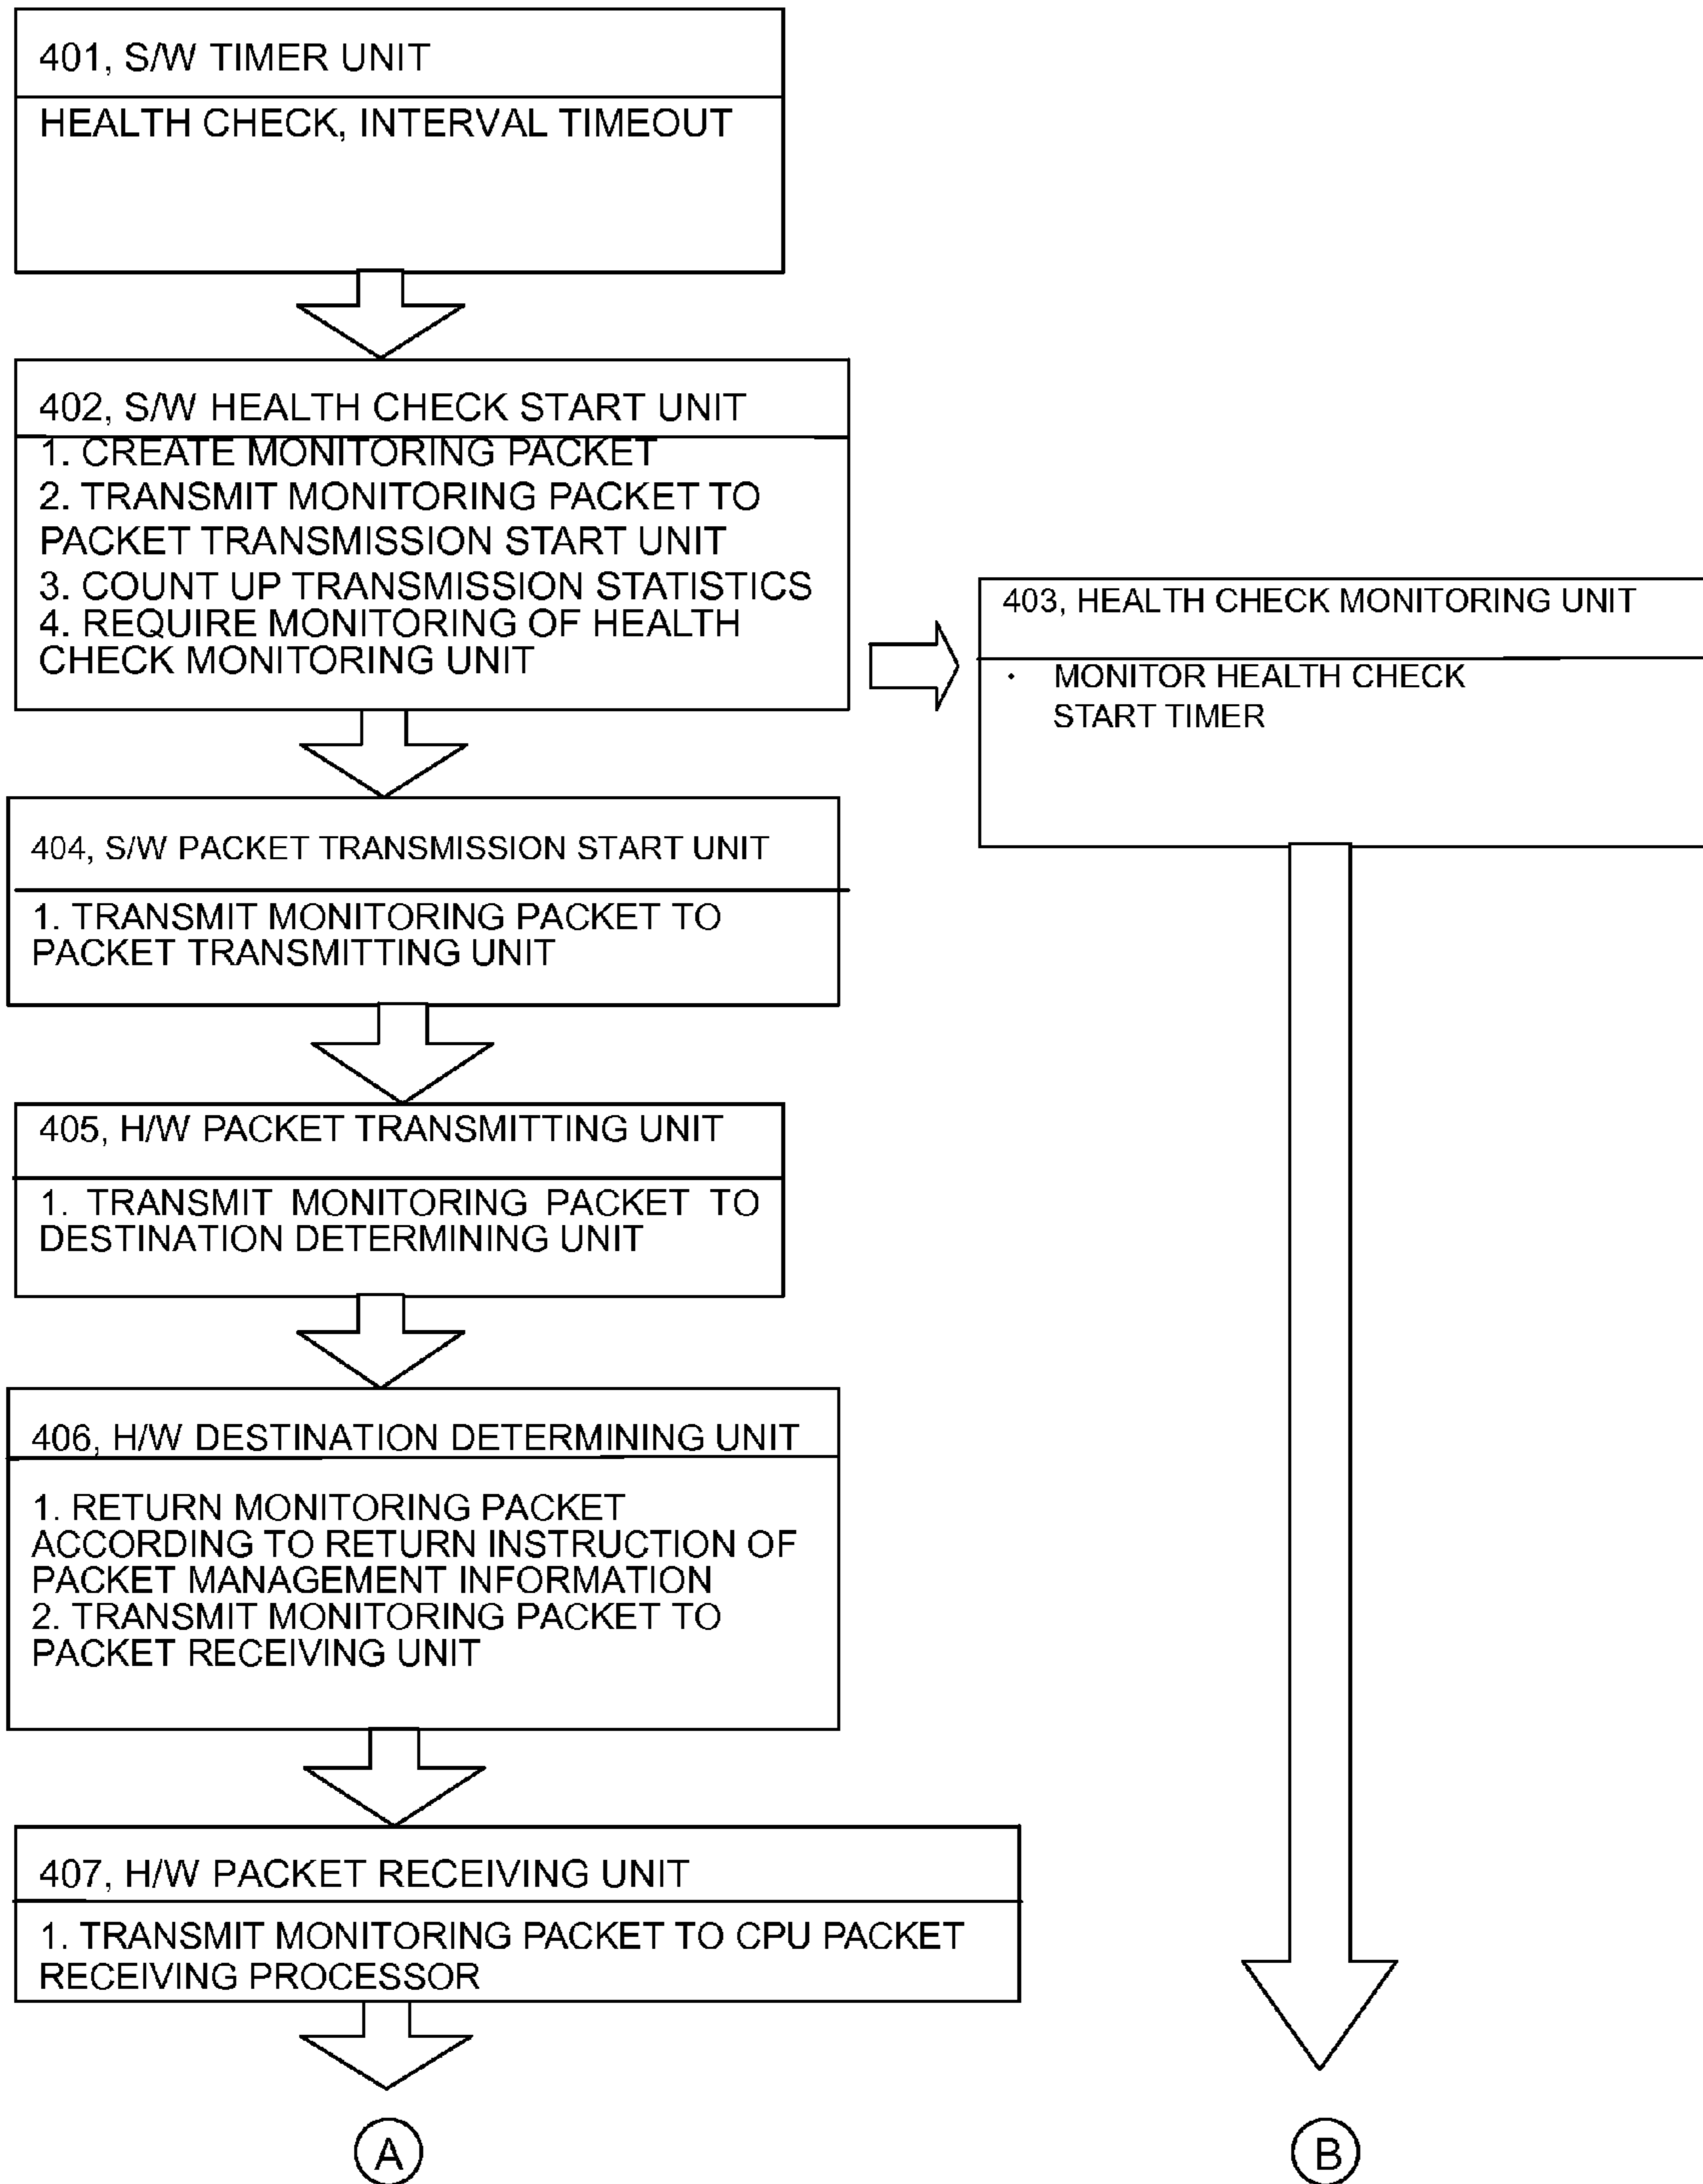 401, S/W TIMER UNIT
HEALTH CHECK, INTERVAL TIMEOUT
402, S/W HEALTH CHECK START UNIT
1. CREATE MONITORING PACKET
2. TRANSMIT MONITORING PACKET TO
PACKET TRANSMISSION START UNIT
3. COUNT UP TRANSMISSION STATISTICS
4. REQUIRE MONITORING OF HEALTH
CHECK MONITORING UNIT
403, HEALTH CHECK MONITORING UNIT
· MONITOR HEALTH CHECK
START TIMER
404, S/W PACKET TRANSMISSION START UNIT
1. TRANSMIT MONITORING PACKET TO
PACKET TRANSMITTING UNIT
405, H/W PACKET TRANSMITTING UNIT
1. TRANSMIT MONITORING PACKET TO
DESTINATION DETERMINING UNIT
406, H/W DESTINATION DETERMINING UNIT
1. RETURN MONITORING PACKET
ACCORDING TO RETURN INSTRUCTION OF
PACKET MANAGEMENT INFORMATION
2. TRANSMIT MONITORING PACKET TO
PACKET RECEIVING UNIT
407, H/W PACKET RECEIVING UNIT
1. TRANSMIT MONITORING PACKET TO CPU PACKET
RECEIVING PROCESSOR
A
B